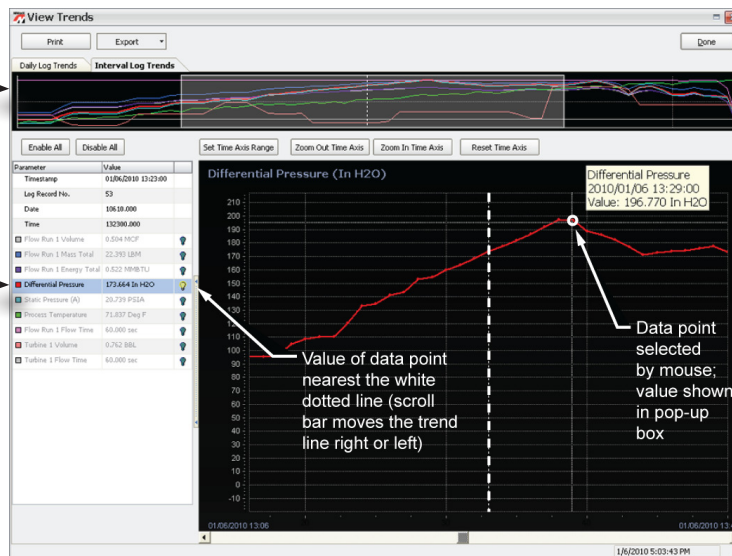 View Trends
Print
Export
Done
Daily Log Trends
Interval Log Trends
Enable All
Disable All
Set Time Axis Range
Zoom Out Time Axis
Zoom In Time Axis
Reset Time Axis
Parameter Value
Timestamp 01/06/2010 13:23:00
Log Record No. 53
Date 10610.000
Time 132300.000
Flow Run 1 Volume 0.504 MCF
Flow Run 1 Mass Total 22.393 LBM
Flow Run 1 Energy Total 0.522 MMBTU
Differential Pressure 173.664 In H2O
Static Pressure (A) 20.739 PSIA
Process Temperature 71.837 Deg F
Flow Run 1 Flow Time 60.000 sec
Turbine 1 Volume 0.762 BBL
Turbine 1 Flow Time 60.000 sec
Differential Pressure (In H2O)
Differential Pressure
2010/01/06 13:29:00
Value: 196.770 In H2O
210
200
190
180
170
160
150
140
130
120
110
100
90
80
70
60
50
40
30
20
10
0
-10
Value of data point
nearest the white
dotted line (scroll
bar moves the trend
line right or left)
Data point
selected
by mouse;
value shown
in pop-up
box
01/06/2010 13:06
01/06/2010 13:
1/6/2010 5:03:43 PM